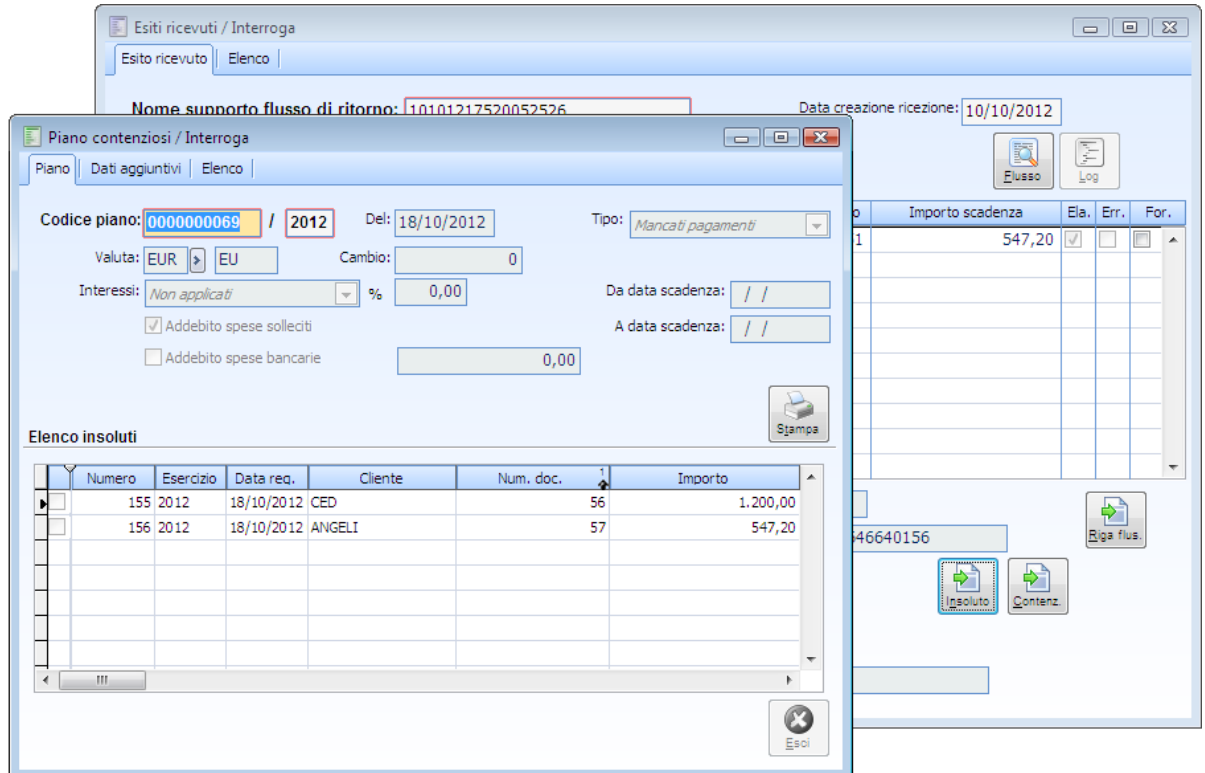 Esiti ricevuti / Interroga
Esito ricevuto Elenco
Nome supporto flusso di ritorno: 10101217520052526 Data creazione ricezione: 10/10/2012
Flusso Log
Importo scadenza Ela. Err. For.
547,20
546640156
Riga flus.
Insoluto Contenz.
Piano contenziosi / Interroga
Piano Dati aggiuntivi Elenco
Codice piano: 0000000069 / 2012 Del: 18/10/2012 Tipo: Mancati pagamenti
Valuta: EUR EU Cambio: 0
Interessi: Non applicati % 0,00 Da data scadenza: / /
Addebito spese solleciti A data scadenza: / /
Addebito spese bancarie 0,00
Stampa
Elenco insoluti
Numero Esercizio Data reg. Cliente Num. doc. 1 Importo
155 2012 18/10/2012 CED 56 1.200,00
156 2012 18/10/2012 ANGELI 57 547,20
Esci